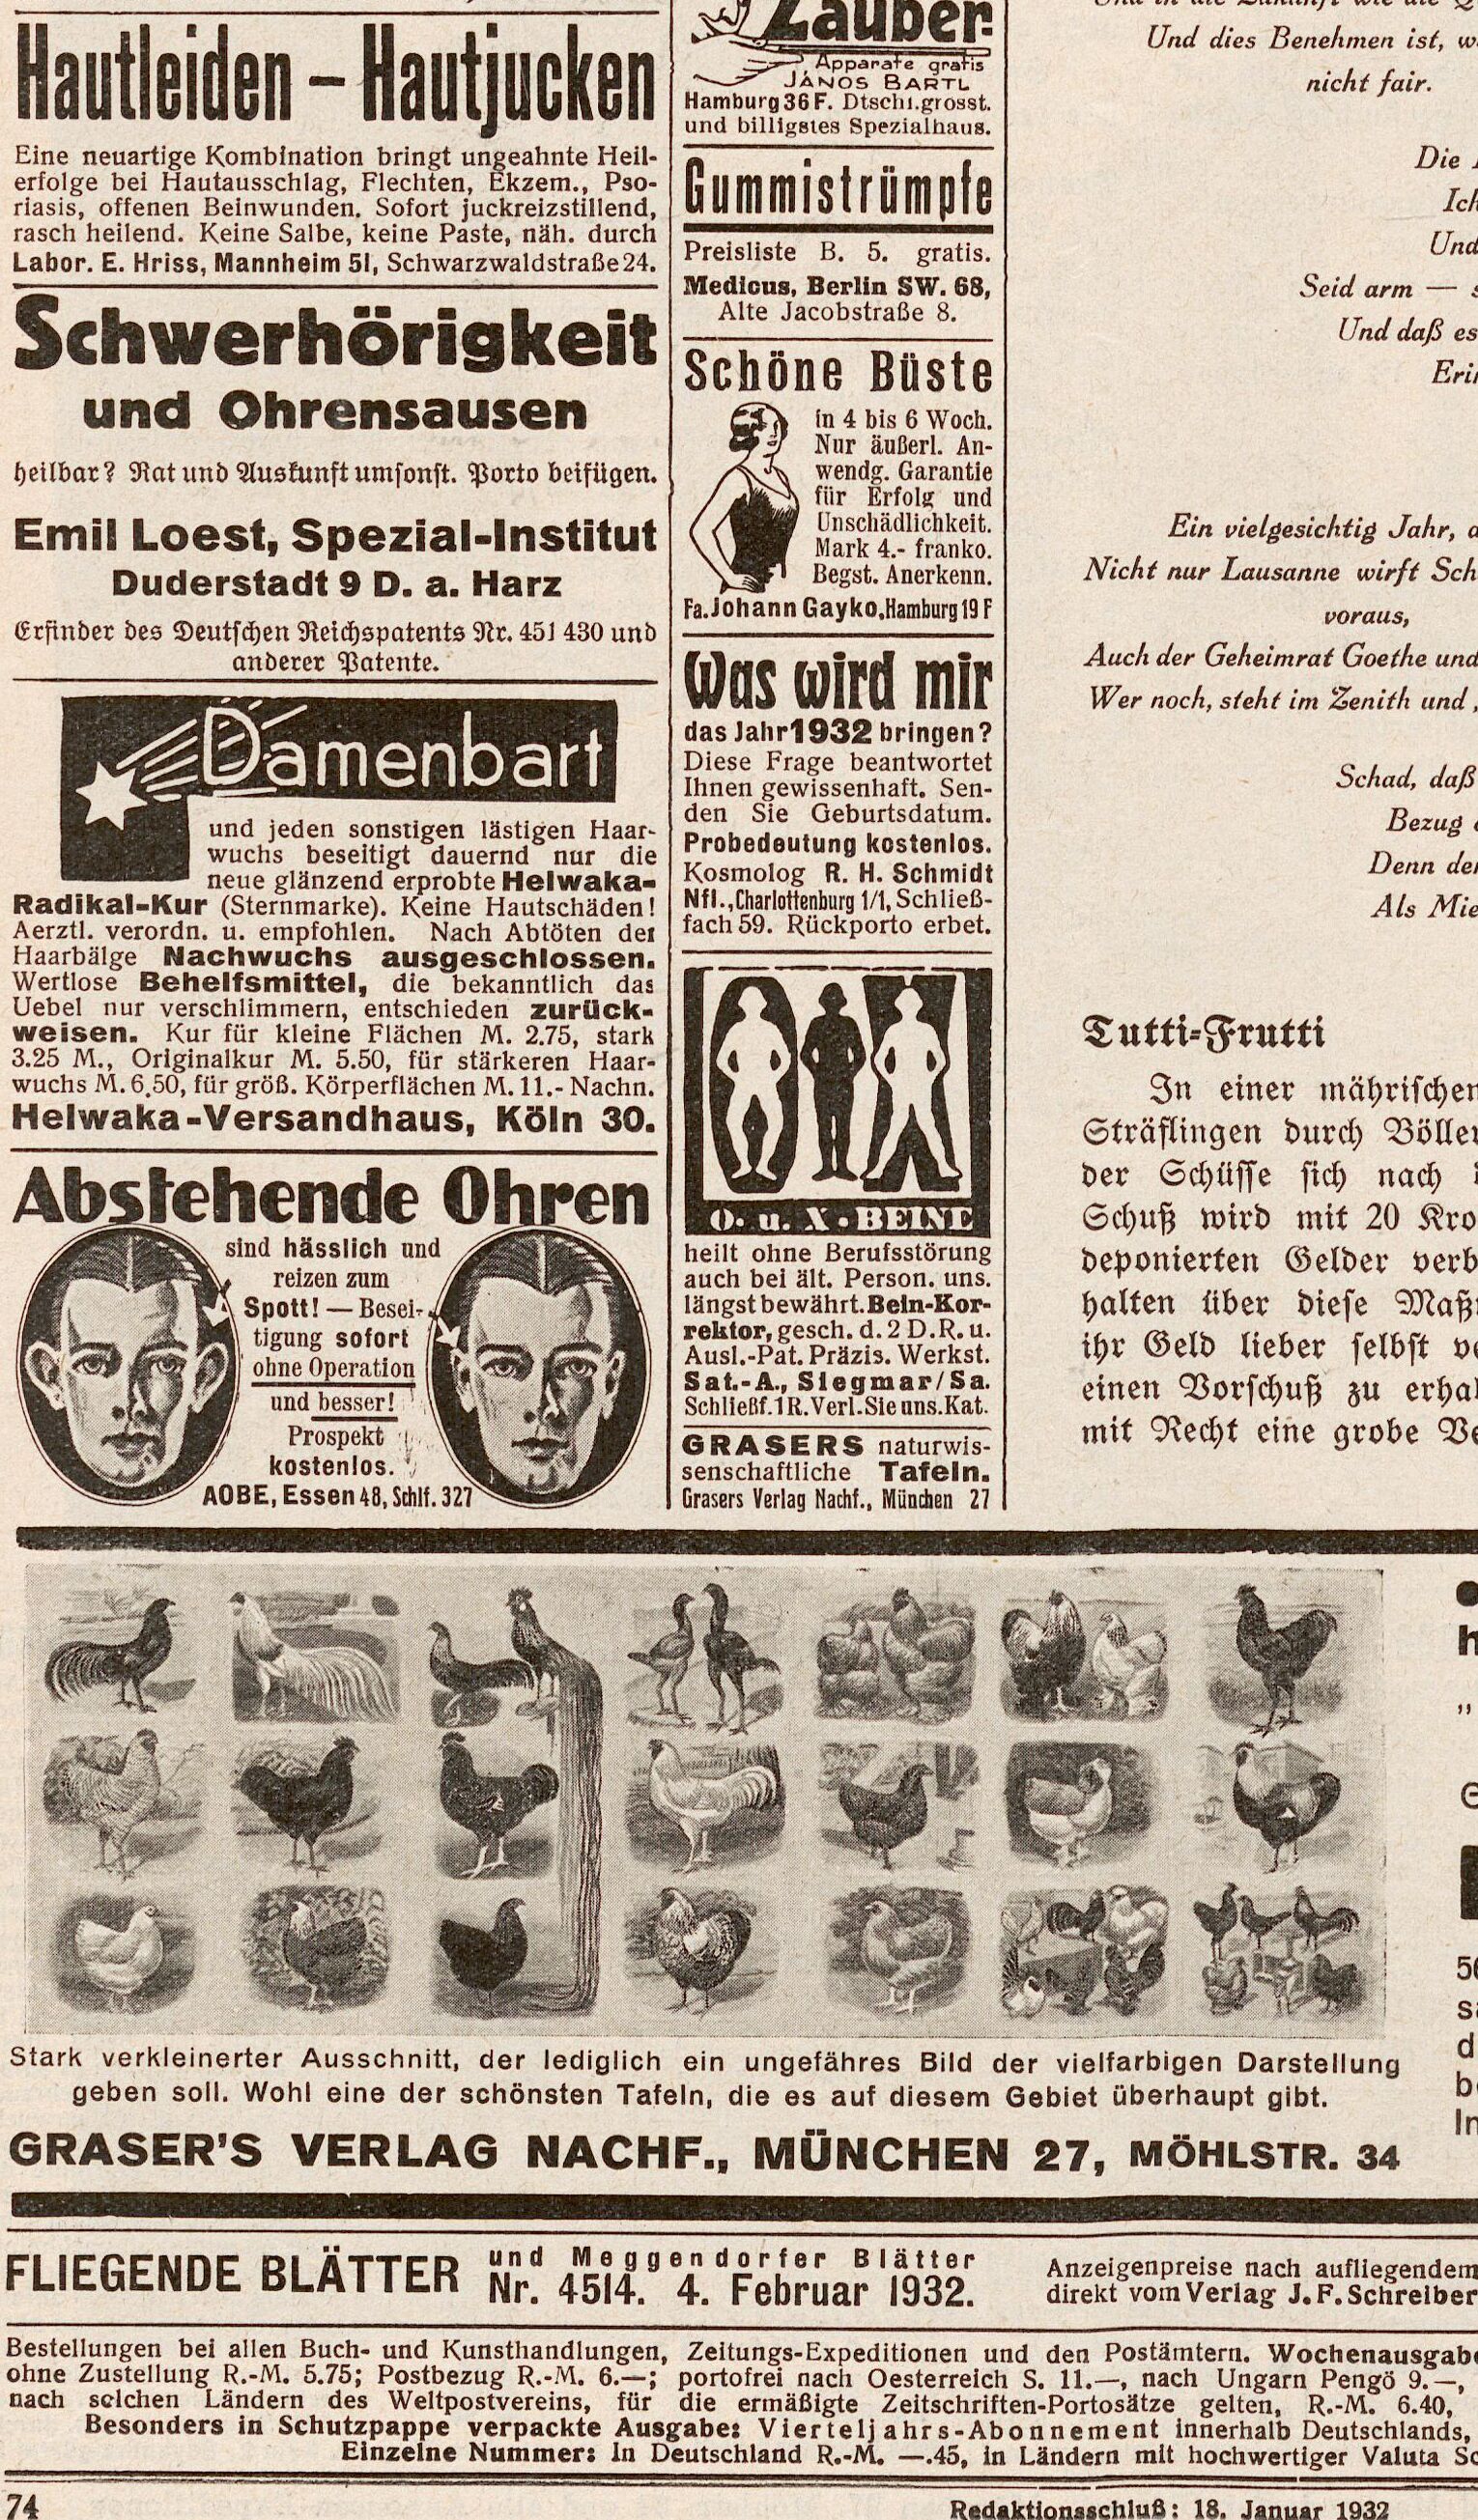 Hautleiden – Hautjucken
Eine neuartige Kombination bringt ungeahnte Heil-
erfolge bei Hautausschlag, Flechten, Ekzem., Pso-
riasis, offenen Beinwunden. Sofort juckreizstillend,
rasch heilend. Keine Salbe, keine Paste, näh. durch
Labor. E. Hriss, Mannheim 51, Schwarzwaldstraße 24.
Schwerhörigkeit
und Ohrensausen
heilbar? Rat und Auskunft umsonst. Porto beifügen.
Emil Loest, Spezial-Institut
Duderstadt 9 D. a. Harz
Erfinder des Deutschen Reichspatents Nr. 451 430 und
anderer Patente.
Damenbart
und jeden sonstigen lästigen Haar-
wuchs beseitigt dauernd nur die
neue glänzend erprobte Helwaka-
Radikal-Kur (Sternmarke). Keine Hautschäden!
Aerztl. verordn. u. empfohlen. Nach Abtöten der
Haarbälge Nachwuchs ausgeschlossen.
Wertlose Behelfsmittel, die bekanntlich das
Uebel nur verschlimmern, entschieden zurück-
weisen. Kur für kleine Flächen M. 2.75, stark
3.25 M., Originalkur M. 5.50, für stärkeren Haar-
wuchs M. 6.50, für größ. Körperflächen M. 11.- Nachn.
Helwaka-Versandhaus, Köln 30.
Abstehende Ohren
sind hässlich und
reizen zum
Spott! — Besei-
tigung sofort
ohne Operation
und besser!
Prospekt
kostenlos.
AOBE, Essen 48, Schlf. 327
Zauber-
Apparate gratis
JÁNOS BARTL
Hamburg 36 F. Dtschl. grosst.
und billigstes Spezialhaus.
Gummistrümpfe
Preisliste B. 5. gratis.
Medicus, Berlin SW. 68,
Alte Jacobstraße 8.
Schöne Büste
in 4 bis 6 Woch.
Nur äußerl. An-
wendg. Garantie
für Erfolg und
Unschädlichkeit.
Mark 4.- franko.
Begst. Anerkenn.
Fa. Johann Gayko, Hamburg 19 F
Was wird mir
das Jahr 1932 bringen?
Diese Frage beantwortet
Ihnen gewissenhaft. Sen-
den Sie Geburtsdatum.
Probedeutung kostenlos.
Kosmolog R. H. Schmidt
Nfl., Charlottenburg 1/1, Schließ-
fach 59. Rückporto erbet.
O- u. X-BEINE
heilt ohne Berufsstörung
auch bei ält. Person. uns.
längst bewährt. Bein-Kor-
rektor, gesch. d. 2 D.R. u.
Ausl.-Pat. Präzis. Werkst.
Sat.-A., Siegmar/Sa.
Schließf. 1 R. Verl. Sie uns. Kat.
GRASERS naturwis-
senschaftliche Tafeln.
Grasers Verlag Nachf., München 27
Und dies Benehmen ist,
nicht fair.
Die
Ich
Und
Seid arm —
Und daß es
Ein vielgesichtig Jahr,
Nicht nur Lausanne wirft
voraus,
Auch der Geheimrat Goethe und
Wer noch, steht im Zenith und
Schad, daß
Bezug
Denn
Als
Tutti-Frutti
In einer mährischen
Sträflingen durch
der Schüsse sich nach
Schuß wird mit 20
deponierten Gelder
halten über diese
ihr Geld lieber selbst
einen Vorschuß zu
mit Recht eine grobe
Stark verkleinerter Ausschnitt, der lediglich ein ungefähres Bild der vielfarbigen Darstellung
geben soll. Wohl eine der schönsten Tafeln, die es auf diesem Gebiet überhaupt gibt.
GRASER'S VERLAG NACHF., MÜNCHEN 27, MÖHLSTR. 34
FLIEGENDE BLÄTTER und Meggendorfer Blätter
Nr. 4514. 4. Februar 1932.
Anzeigenpreise nach aufliegendem
direkt vom Verlag J. F. Schreiber
Bestellungen bei allen Buch- und Kunsthandlungen, Zeitungs-Expeditionen und den Postämtern. Wochenausgabe
ohne Zustellung R.-M. 5.75; Postbezug R.-M. 6.—; portofrei nach Oesterreich S. 11.—, nach Ungarn Pengö 9.—,
nach solchen Ländern des Weltpostvereins, für die ermäßigte Zeitschriften-Portosätze gelten, R.-M. 6.40,
Besonders in Schutzpappe verpackte Ausgabe: Vierteljahrs-Abonnement innerhalb Deutschlands,
Einzelne Nummer: In Deutschland R.-M. —.45, in Ländern mit hochwertiger Valuta
74
Redaktionsschluß: 18. Januar 1932